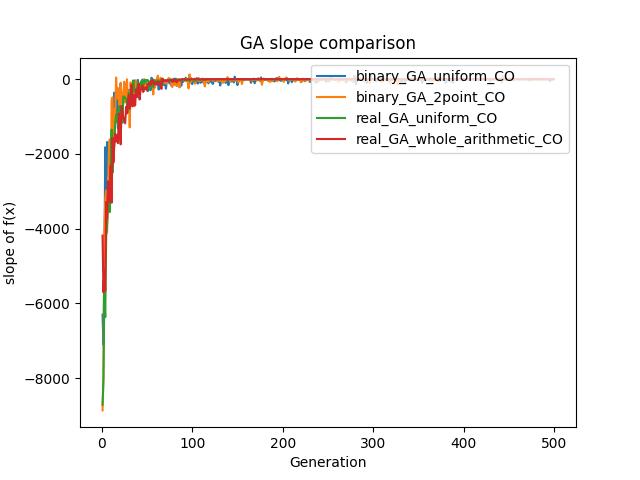 GA slope comparison
binary_GA_uniform_CO
binary_GA_2point_CO
real_GA_uniform_CO
real_GA_whole_arithmetic_CO
slope of f(x)
0
−2000
−4000
−6000
−8000
0 100 200 300 400 500
Generation